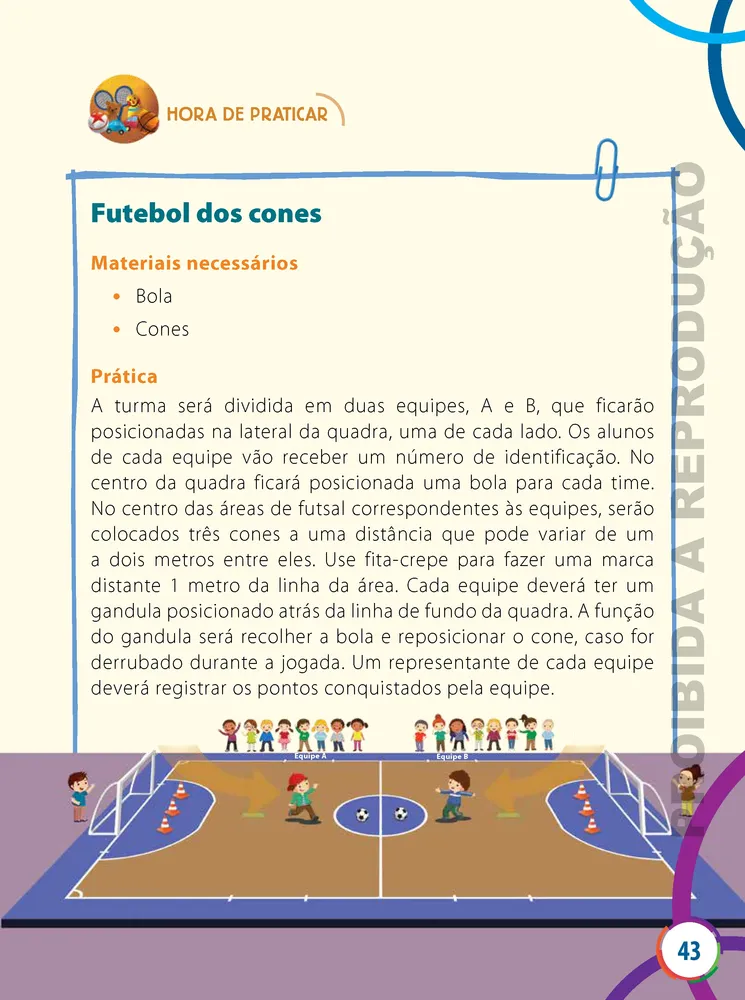 HORA DE PRATICAR
Futebol dos cones
Materiais necessários
• Bola
• Cones
Prática
A turma será dividida em duas equipes, A e B, que ficarão
posicionadas na lateral da quadra, uma de cada lado. Os alunos
de cada equipe vão receber um número de identificação. No
centro da quadra ficará posicionada uma bola para cada time.
No centro das áreas de futsal correspondentes às equipes, serão
colocados três cones a uma distância que pode variar de um
a dois metros entre eles. Use fita-crepe para fazer uma marca
distante 1 metro da linha da área. Cada equipe deverá ter um
gandula posicionado atrás da linha de fundo da quadra. A função
do gandula será recolher a bola e reposicionar o cone, caso for
derrubado durante a jogada. Um representante de cada equipe
deverá registrar os pontos conquistados pela equipe.
Equipe A
Equipe B
PROIBIDA A REPRODUÇÃO
43